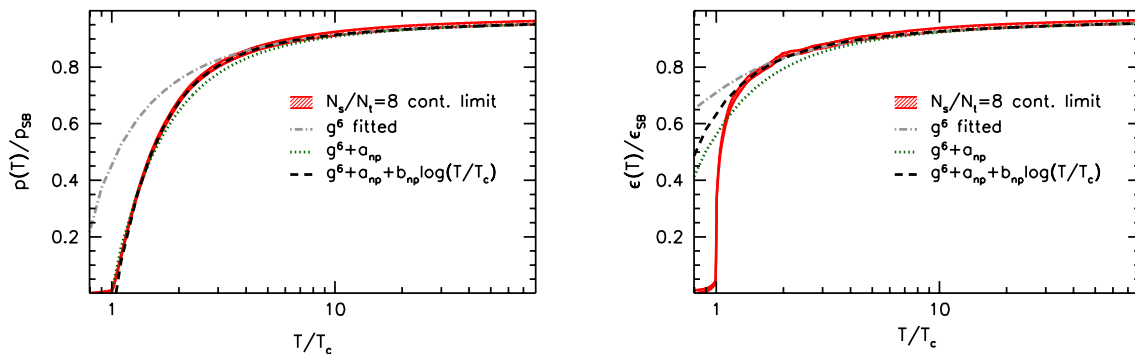 p(T)/p_SB
0.8
0.6
0.4
0.2
N_s/N_t=8 cont. limit
g^6 fitted
g^6+a_np
g^6+a_np+b_np log(T/T_c)
1
10
T/T_c
ϵ(T)/ϵ_SB
0.8
0.6
0.4
0.2
N_s/N_t=8 cont. limit
g^6 fitted
g^6+a_np
g^6+a_np+b_np log(T/T_c)
1
10
T/T_c